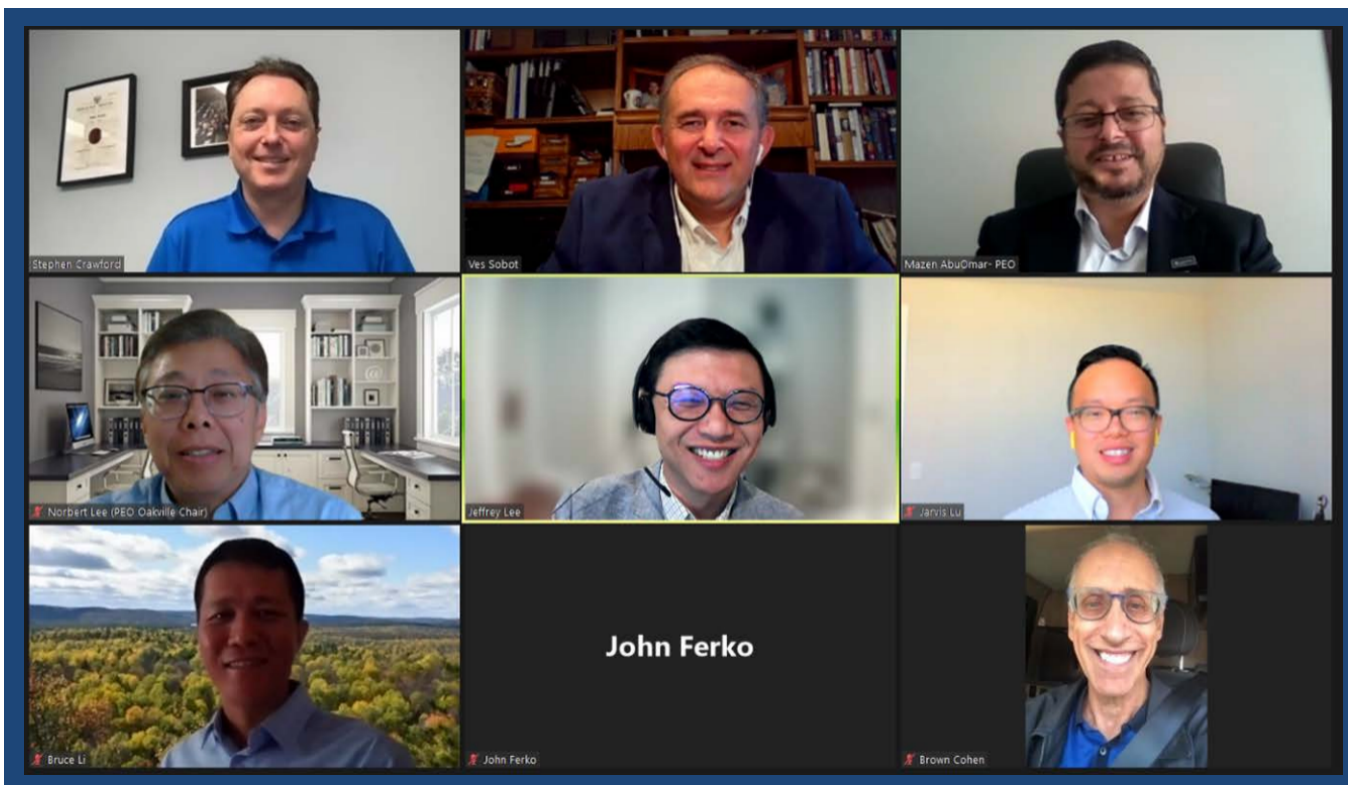 Stephen Crawford
Ves Sobot
Mazen AbuOmar- PEO
Norbert Lee (PEO Oakville Chair)
Jeffrey Lee
Jarvis Lu
Bruce Li
John Ferko
John Ferko
Brown Cohen